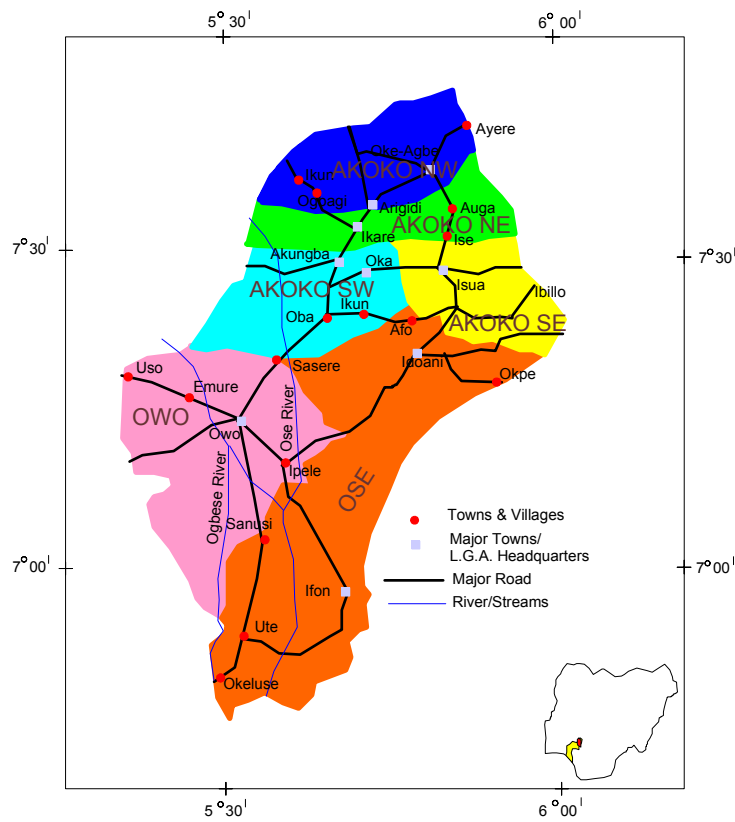 5°30'
6°00'
Ayere
Oke-Agbe
AKOKO NW
Ikun
Ogbagi
Arigidi
Auga
AKOKO NE
Ikare
Ise
7°30'
7°30'
Akungba
Oka
Isua
AKOKO SW
Ibillo
Ikun
Oba
Afo
AKOKO SE
Idoani
Sasere
Uso
Okpe
Emure
OWO
Ose River
Owo
Ipele
OSE
Ogbese River
Sanusi
Towns & Villages
Major Towns/
L.G.A. Headquarters
7°00'
7°00'
Major Road
Ifon
River/Streams
Ute
Okeluse
5°30'
6°00'